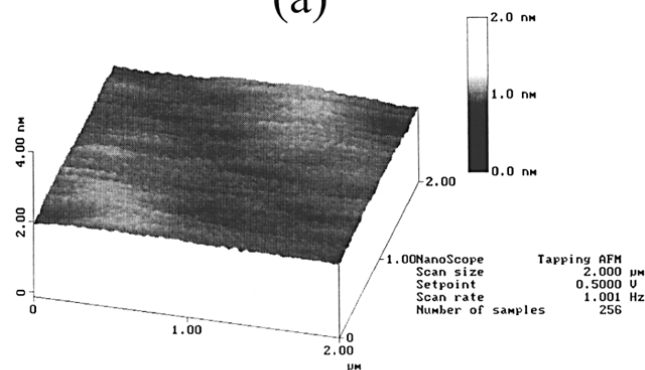 (a)
2.0 nm
1.0 nm
0.0 nm
4.00 nm
2.00
0
0
1.00
2.00
μm
0
1.00
2.00
NanoScope Tapping AFM
Scan size 2.000 μm
Setpoint 0.5000 V
Scan rate 1.001 Hz
Number of samples 256